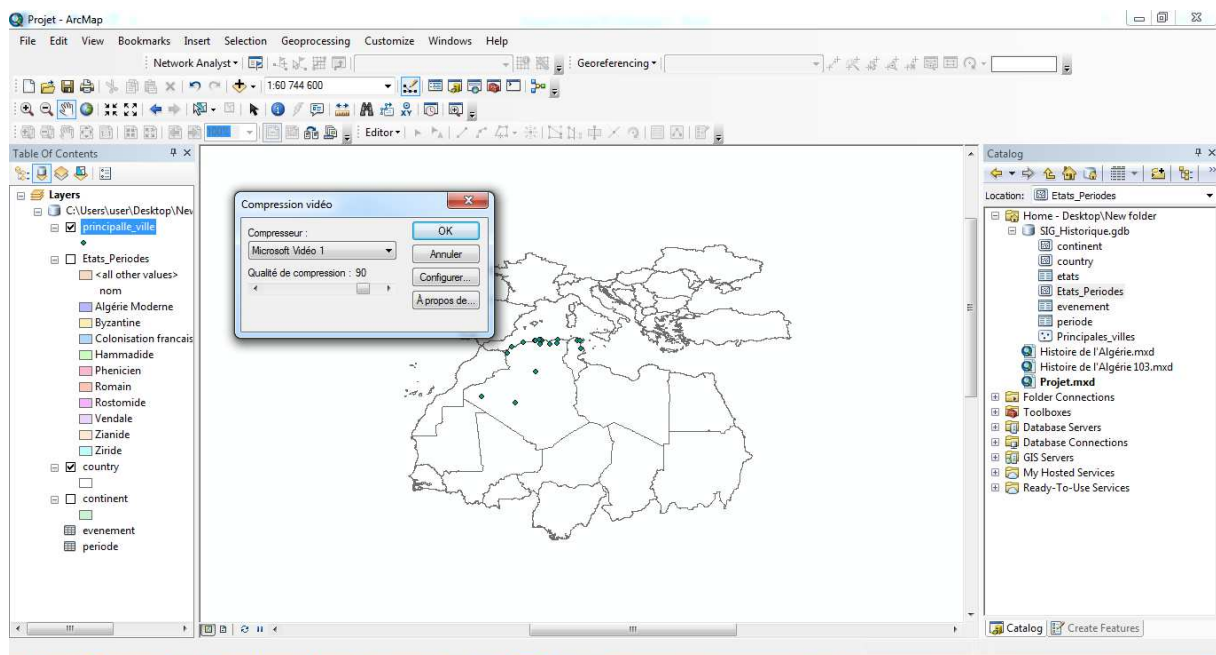 Projet - ArcMap
File Edit View Bookmarks Insert Selection Geoprocessing Customize Windows Help
Network Analyst
Georeferencing
1:60 744 600
100%
Editor
Table Of Contents
Layers
C:\Users\user\Desktop\New
principalle_ville
Etats_Periodes
<all other values>
nom
Algérie Moderne
Byzantine
Colonisation francais
Hammadide
Phenicien
Romain
Rostomide
Vendale
Zianide
Ziride
country
continent
evenement
periode
Compression vidéo
Compresseur :
Microsoft Vidéo 1
Qualité de compression : 90
OK
Annuler
Configurer...
À propos de...
Catalog
Location: Etats_Periodes
Home - Desktop\New folder
SIG_Historique.gdb
continent
country
etats
Etats_Periodes
evenement
periode
Principales_villes
Histoire de l'Algérie.mxd
Histoire de l'Algérie 103.mxd
Projet.mxd
Folder Connections
Toolboxes
Database Servers
Database Connections
GIS Servers
My Hosted Services
Ready-To-Use Services
Catalog Create Features